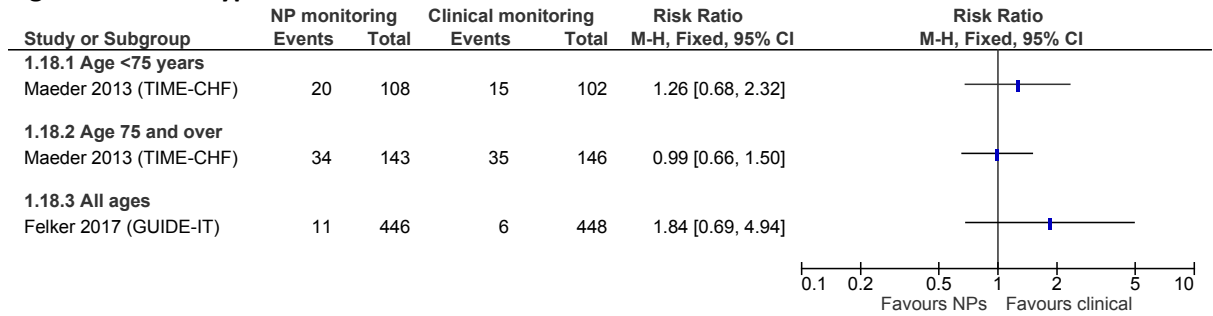 NP monitoring Clinical monitoring Risk Ratio Risk Ratio
Study or Subgroup Events Total Events Total M-H, Fixed, 95% CI M-H, Fixed, 95% CI
1.18.1 Age <75 years
Maeder 2013 (TIME-CHF) 20 108 15 102 1.26 [0.68, 2.32]
1.18.2 Age 75 and over
Maeder 2013 (TIME-CHF) 34 143 35 146 0.99 [0.66, 1.50]
1.18.3 All ages
Felker 2017 (GUIDE-IT) 11 446 6 448 1.84 [0.69, 4.94]
0.1 0.2 0.5 1 2 5 10
Favours NPs Favours clinical